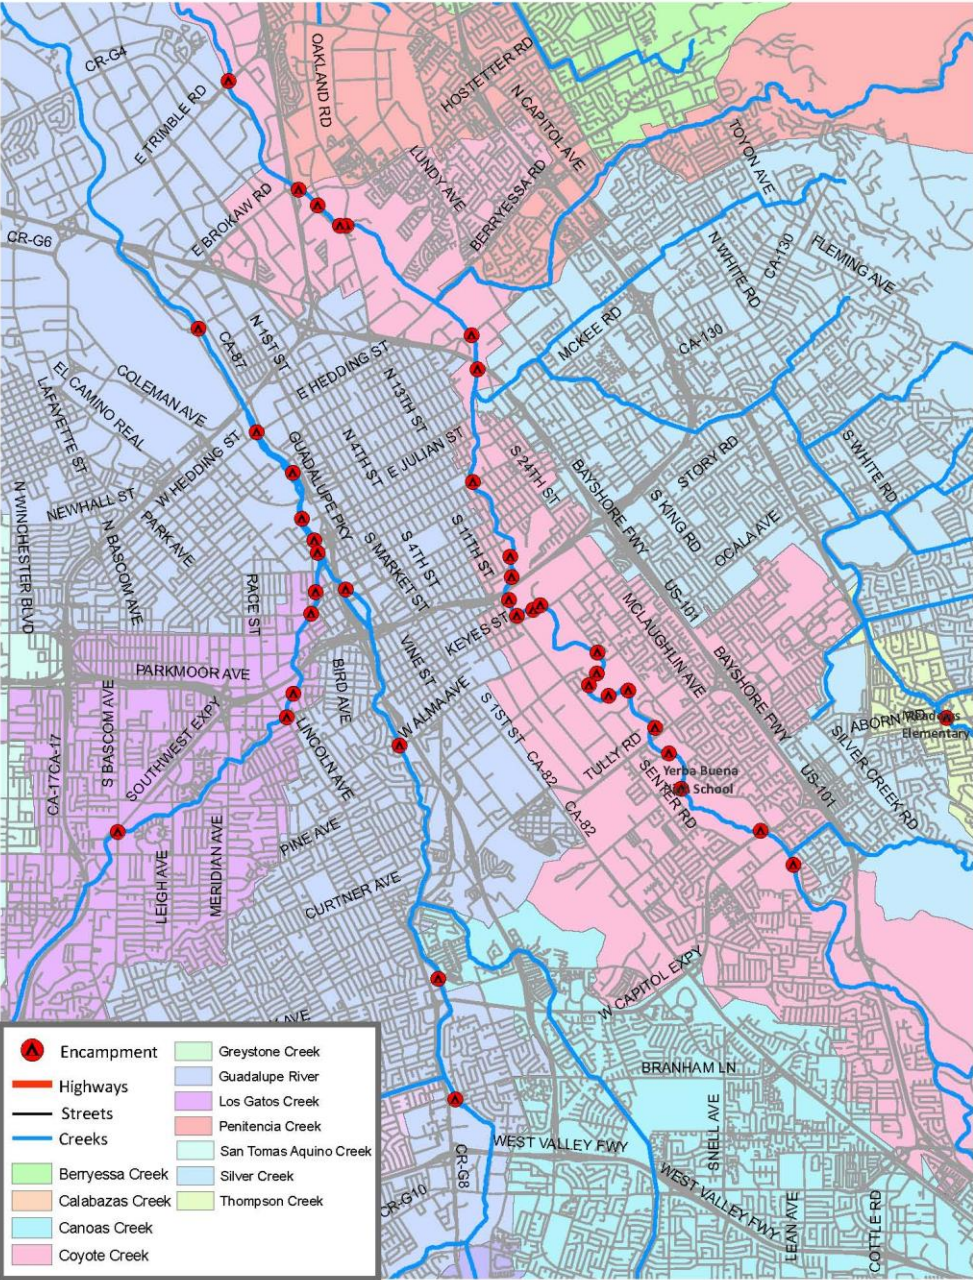 CR-G4
OAKLAND RD
HOSTETTER RD
E TRIMBLE RD
N CAPITOL AVE
LUNDY AVE
TOYON AVE
BERRYESSA RD
E BROKAW RD
CR-G6
N WHITE RD
CA-130
FLEMING AVE
MCKEE RD
CA-130
N 1ST ST
CA-87
E HEDDING ST
COLEMAN AVE
EL CAMINO REAL
LAFAYETTE ST
N 13TH ST
N 4TH ST
E JULIAN ST
W HEDDING ST
GUADALUPE PKY
S 24TH ST
STORY RD
S WHITE RD
BAYSHORE FWY
S KING RD
NEWHALL ST
N WINCHESTER BLVD
N BASCOM AVE
PARK AVE
S MARKET ST
S 4TH ST
S 11TH ST
OCALA AVE
US-101
RACE ST
KEYES ST
MCLAUGHLIN AVE
VINE ST
PARKMOOR AVE
BIRD AVE
W ALMA AVE
BAYSHORE FWY
S BASCOM AVE
SOUTHWEST EXPY
LINCOLN AVE
S 1ST ST
ABORN RD
Elementary
SILVER CREEK RD
CA-17
CA-17
CA-82
TULLY RD
SENTER RD
Yerba Buena
School
US-101
CA-82
PINE AVE
LEIGH AVE
MERIDIAN AVE
CURTNER AVE
W CAPITOL EXPY
AVE
BRANHAM LN
SNELL AVE
WEST VALLEY FWY
CR-G8
WEST VALLEY FWY
CR-G10
LEAN AVE
COTTLE RD
Encampment
Highways
Streets
Creeks
Berryessa Creek
Calabazas Creek
Canoas Creek
Coyote Creek
Greystone Creek
Guadalupe River
Los Gatos Creek
Penitencia Creek
San Tomas Aquino Creek
Silver Creek
Thompson Creek